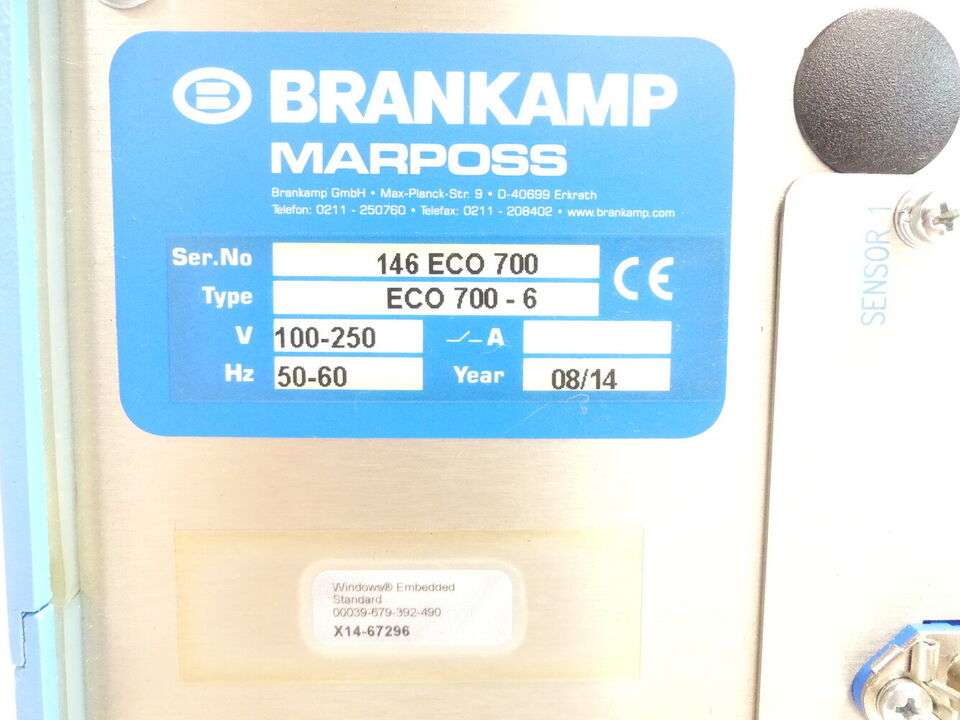 BRANKAMP
MARPOSS
Brankamp GmbH • Max-Planck-Str. 9 • D-40699 Erkrath
Telefon: 0211 - 250760 • Telefax: 0211 - 208402 • www.brankamp.com
Ser.No 146 ECO 700 CE
Type ECO 700 - 6
V 100-250 A
Hz 50-60 Year 08/14
SENSOR 1
Windows® Embedded
Standard
00039-679-392-490
X14-67296